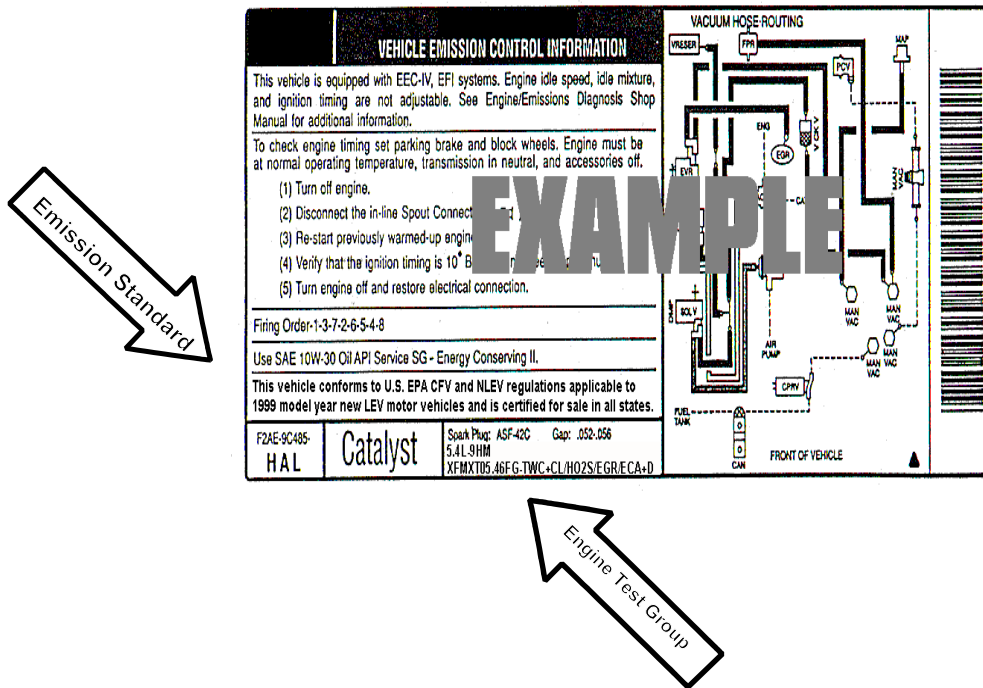 VEHICLE EMISSION CONTROL INFORMATION
This vehicle is equipped with EEC-IV, EFI systems. Engine idle speed, idle mixture,
and ignition timing are not adjustable. See Engine/Emissions Diagnosis Shop
Manual for additional information.
To check engine timing set parking brake and block wheels. Engine must be
at normal operating temperature, transmission in neutral, and accessories off.
(1) Turn off engine.
(2) Disconnect the in-line Spout
(3) Re-start previously warmed-up
(4) Verify that the ignition timing is 10°
(5) Turn engine off and restore electrical connection.
Firing Order-1-3-7-2-6-5-4-8
Use SAE 10W-30 Oil API Service SG - Energy Conserving II.
This vehicle conforms to U.S. EPA CFV and NLEV regulations applicable to
1999 model year new LEV motor vehicles and is certified for sale in all states.
F2AE-9C485-
HAL
Catalyst
Spark Plug: ASF-42C Gap: .052-.056
5.4L-9HM
XFMXT05.46FG-TWC+CL/HO2S/EGR/ECA+D
VACUUM HOSE-ROUTING
VRESER
FPR
PCV
MAP
V CK V
ENG
EGR
EVR
MAN
VAC
SOL V
AIR
PUMP
MAN
VAC
MAN
VAC
MAN
VAC
MAN
VAC
CPRV
FUEL
TANK
CAN
FRONT OF VEHICLE
EXAMPLE
Emission Standard
Engine Test Group